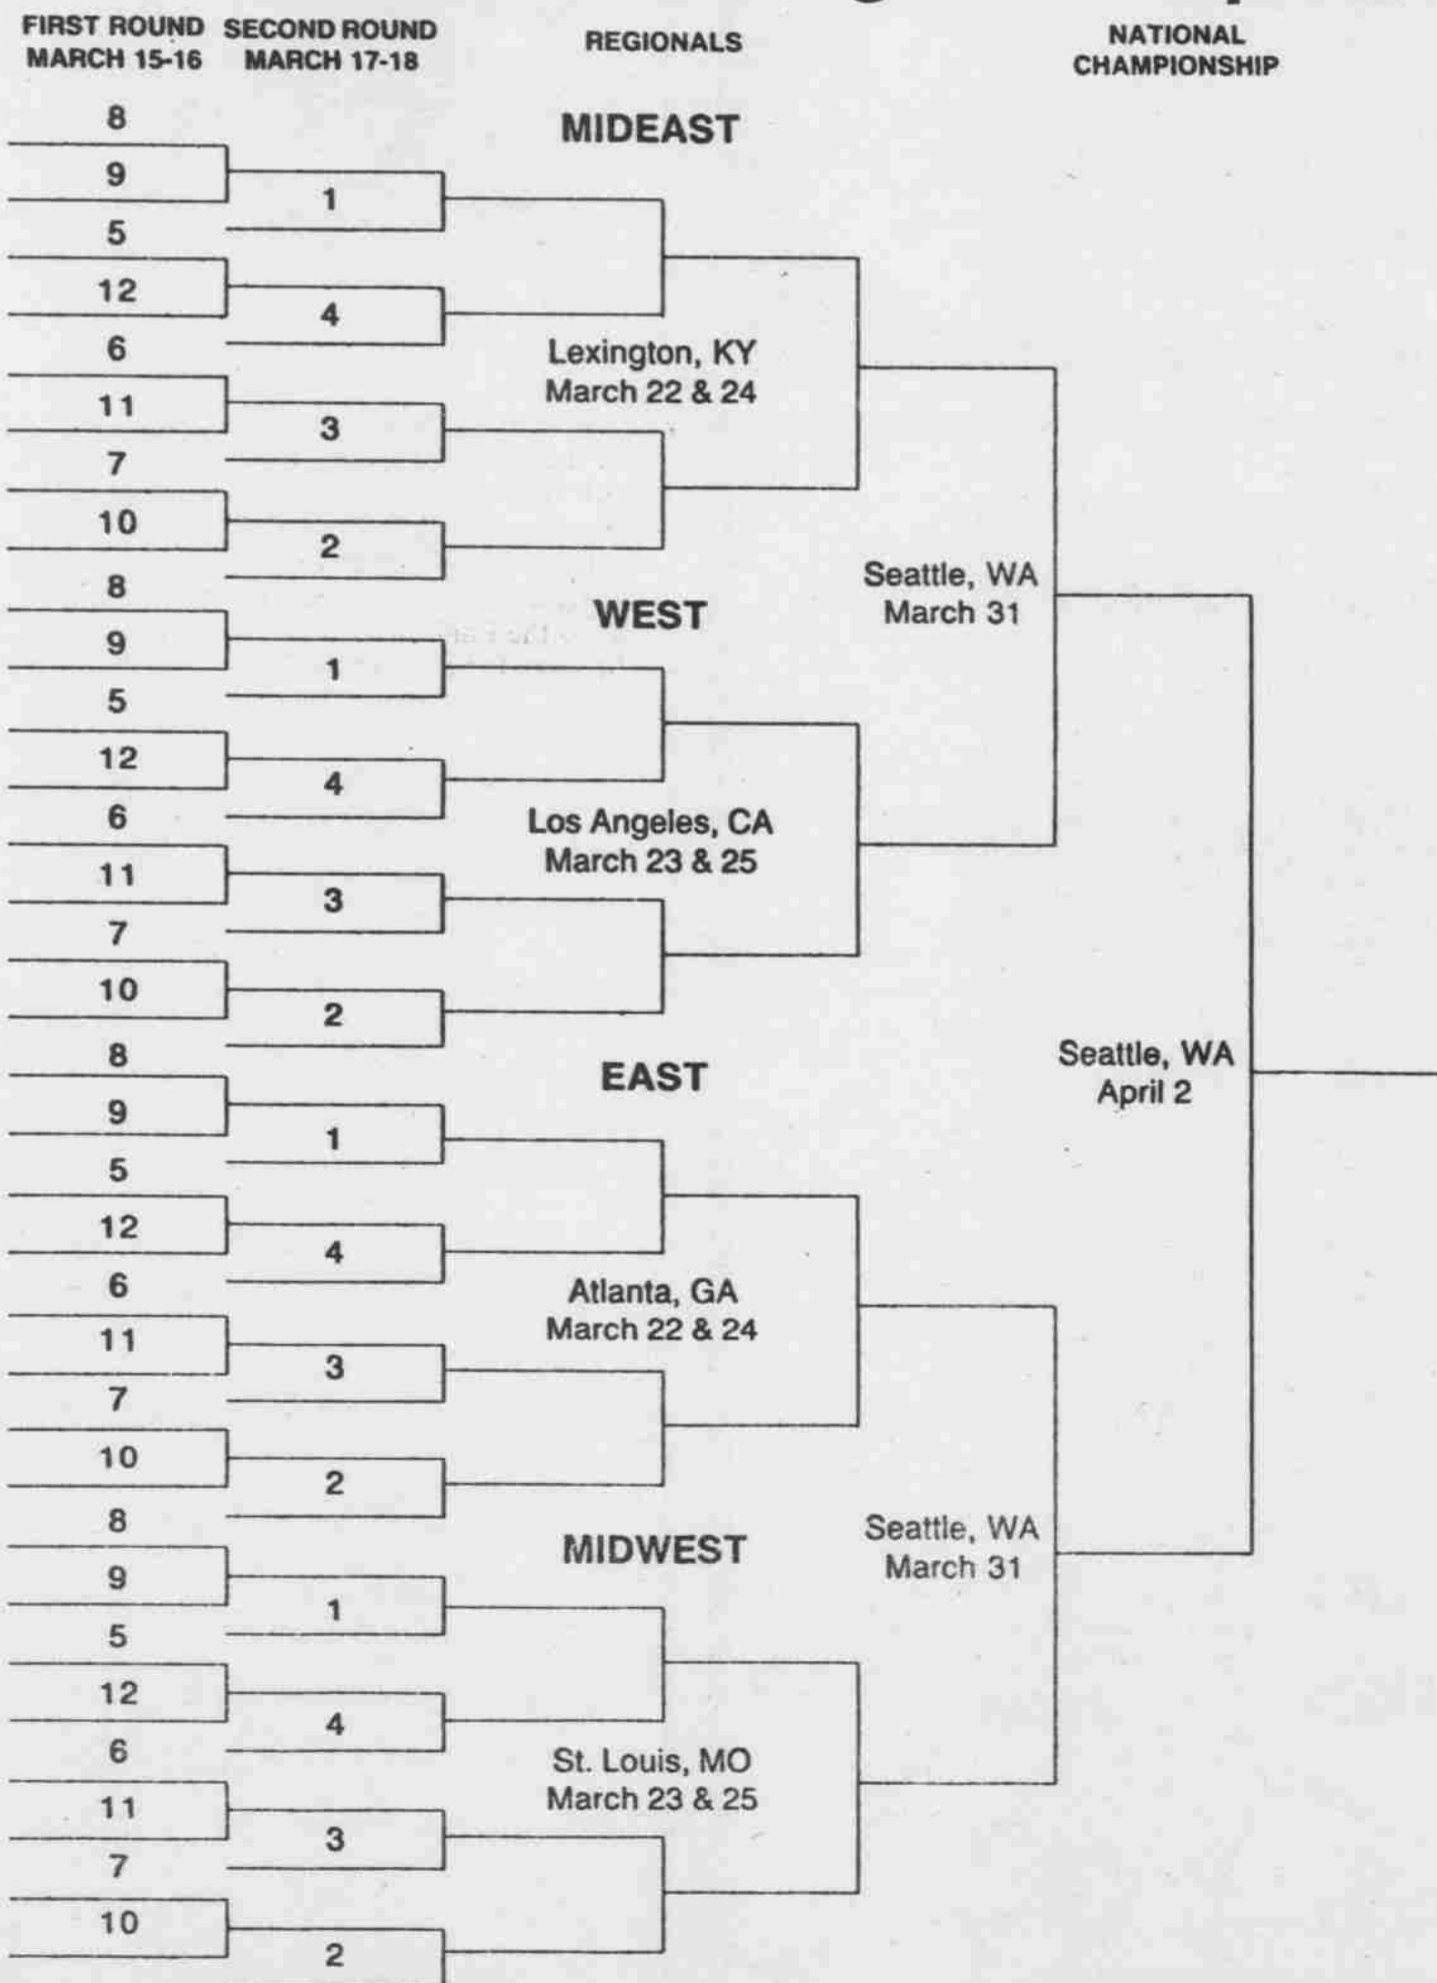 FIRST ROUND
MARCH 15-16
SECOND ROUND
MARCH 17-18
REGIONALS
NATIONAL
CHAMPIONSHIP
MIDEAST
8
9
1
5
12
4
6
11
3
7
10
2
Lexington, KY
March 22 & 24
WEST
8
9
1
5
12
4
6
11
3
7
10
2
Los Angeles, CA
March 23 & 25
Seattle, WA
March 31
EAST
8
9
1
5
12
4
6
11
3
7
10
2
Atlanta, GA
March 22 & 24
MIDWEST
8
9
1
5
12
4
6
11
3
7
10
2
St. Louis, MO
March 23 & 25
Seattle, WA
March 31
Seattle, WA
April 2